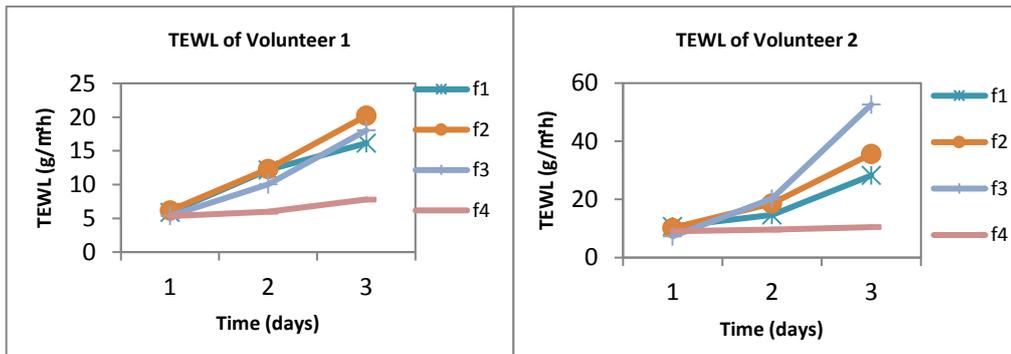 TEWL of Volunteer 1
TEWL (g/m²h)
25
20
15
10
5
0
1 2 3
Time (days)
f1
f2
f3
f4
TEWL of Volunteer 2
TEWL (g/m²h)
60
40
20
0
1 2 3
Time (days)
f1
f2
f3
f4